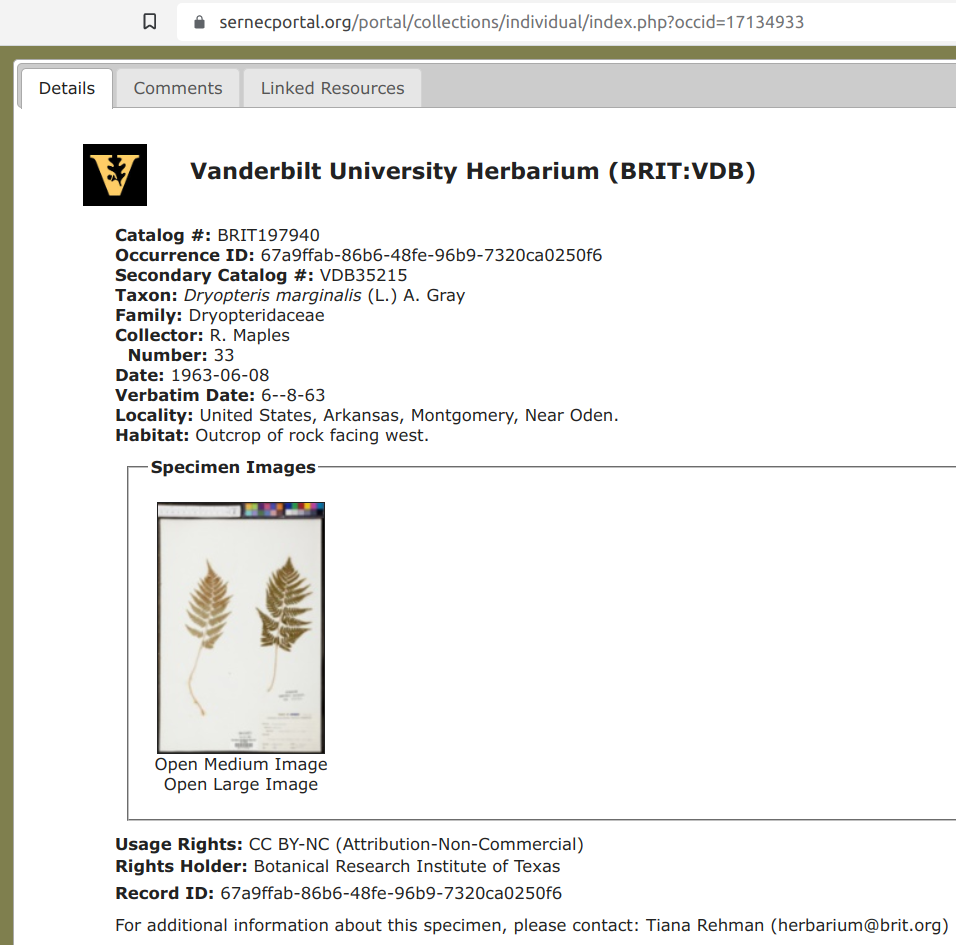 sernecportal.org/portal/collections/individual/index.php?occid=17134933
Details Comments Linked Resources
V
Vanderbilt University Herbarium (BRIT:VDB)
Catalog #: BRIT197940
Occurrence ID: 67a9ffab-86b6-48fe-96b9-7320ca0250f6
Secondary Catalog #: VDB35215
Taxon: Dryopteris marginalis (L.) A. Gray
Family: Dryopteridaceae
Collector: R. Maples
Number: 33
Date: 1963-06-08
Verbatim Date: 6--8-63
Locality: United States, Arkansas, Montgomery, Near Oden.
Habitat: Outcrop of rock facing west.
Specimen Images
Open Medium Image
Open Large Image
Usage Rights: CC BY-NC (Attribution-Non-Commercial)
Rights Holder: Botanical Research Institute of Texas
Record ID: 67a9ffab-86b6-48fe-96b9-7320ca0250f6
For additional information about this specimen, please contact: Tiana Rehman (herbarium@brit.org)